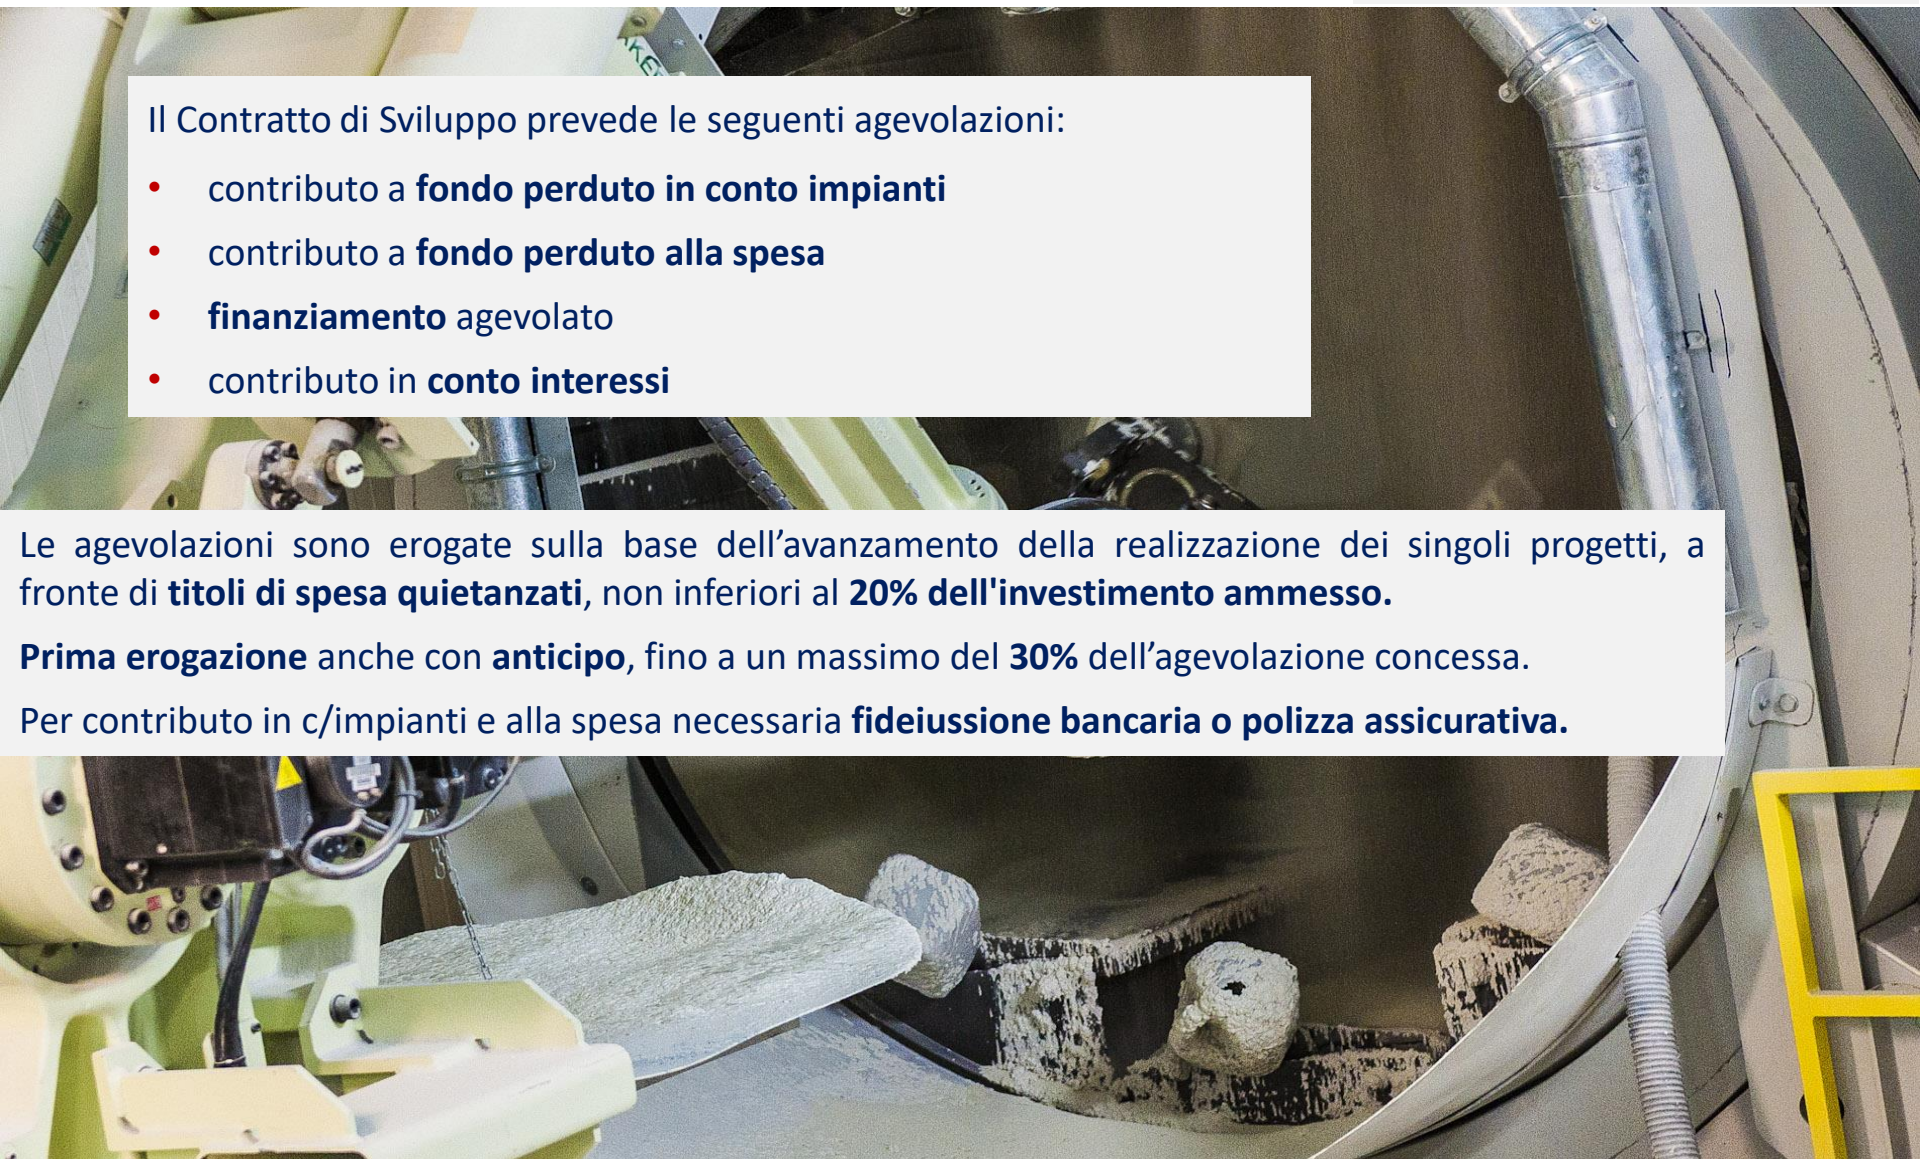 Il Contratto di Sviluppo prevede le seguenti agevolazioni:
• contributo a fondo perduto in conto impianti
• contributo a fondo perduto alla spesa
• finanziamento agevolato
• contributo in conto interessi
Le agevolazioni sono erogate sulla base dell’avanzamento della realizzazione dei singoli progetti, a
fronte di titoli di spesa quietanzati, non inferiori al 20% dell'investimento ammesso.
Prima erogazione anche con anticipo, fino a un massimo del 30% dell’agevolazione concessa.
Per contributo in c/impianti e alla spesa necessaria fideiussione bancaria o polizza assicurativa.